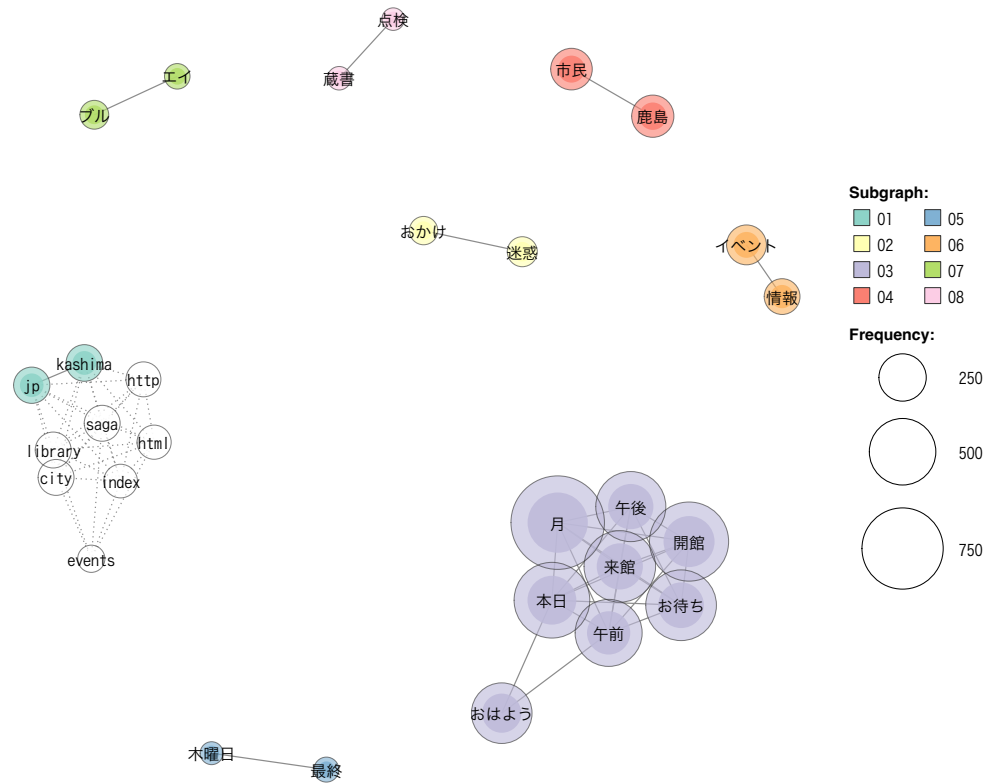 点検
エイ
蔵書
市民
ブル
鹿島
Subgraph:
01
05
02
06
03
07
04
08
おかけ
迷惑
イベント
情報
Frequency:
250
500
750
kashima
jp
http
saga
html
library
city
index
events
月
午後
開館
来館
本日
お待ち
午前
おはよう
木曜日
最終